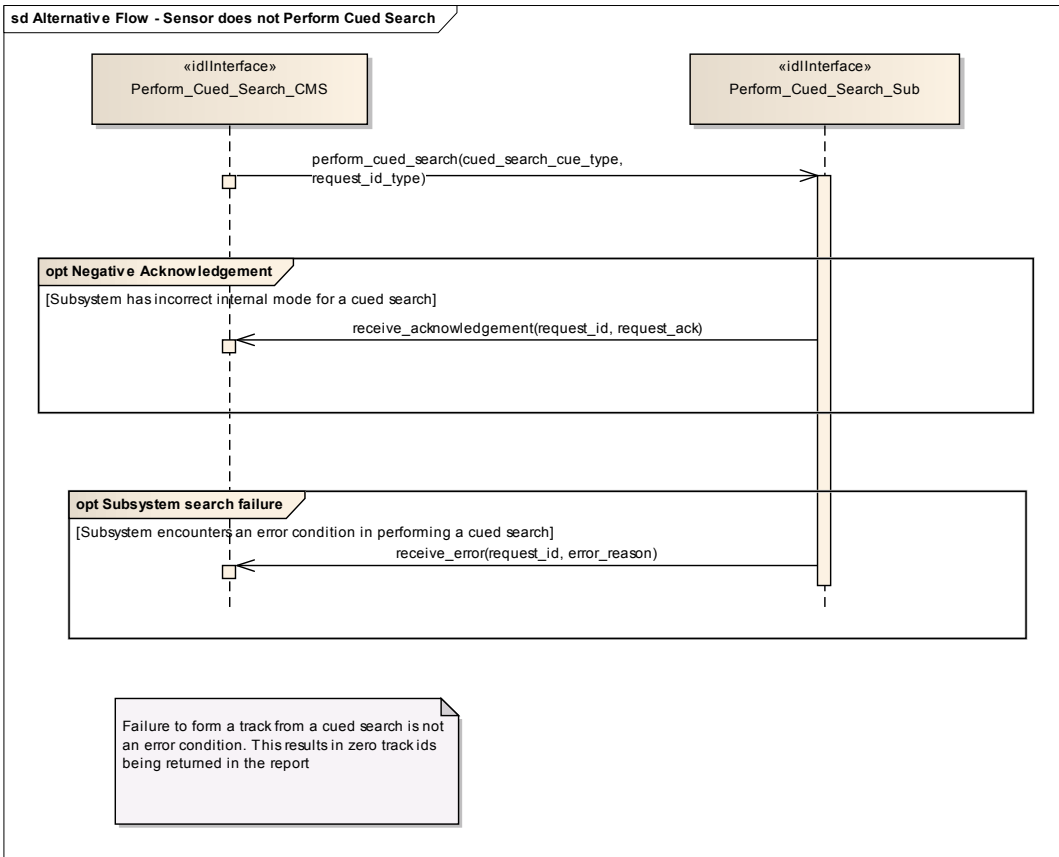 sd Alternative Flow - Sensor does not Perform Cued Search
«idlInterface»
Perform_Cued_Search_CMS
«idlInterface»
Perform_Cued_Search_Sub
perform_cued_search(cued_search_cue_type,
request_id_type)
opt Negative Acknowledgement
[Subsystem has incorrect internal mode for a cued search]
receive_acknowledgement(request_id, request_ack)
opt Subsystem search failure
[Subsystem encounters an error condition in performing a cued search]
receive_error(request_id, error_reason)
Failure to form a track from a cued search is not
an error condition. This results in zero track ids
being returned in the report